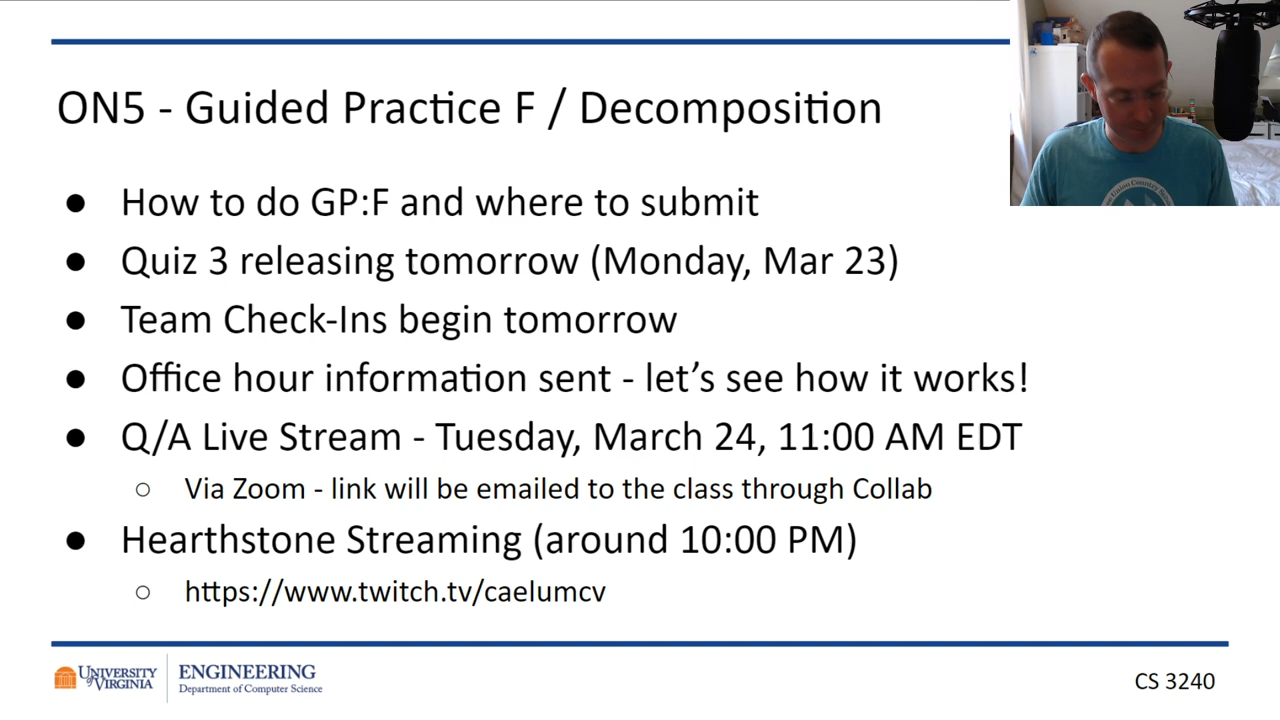 ON5 - Guided Practice F / Decomposition
● How to do GP:F and where to submit
● Quiz 3 releasing tomorrow (Monday, Mar 23)
● Team Check-Ins begin tomorrow
● Office hour information sent - let’s see how it works!
● Q/A Live Stream - Tuesday, March 24, 11:00 AM EDT
○ Via Zoom - link will be emailed to the class through Collab
● Hearthstone Streaming (around 10:00 PM)
○ https://www.twitch.tv/caelumcv
UNIVERSITY
of VIRGINIA
ENGINEERING
Department of Computer Science
CS 3240
Union County